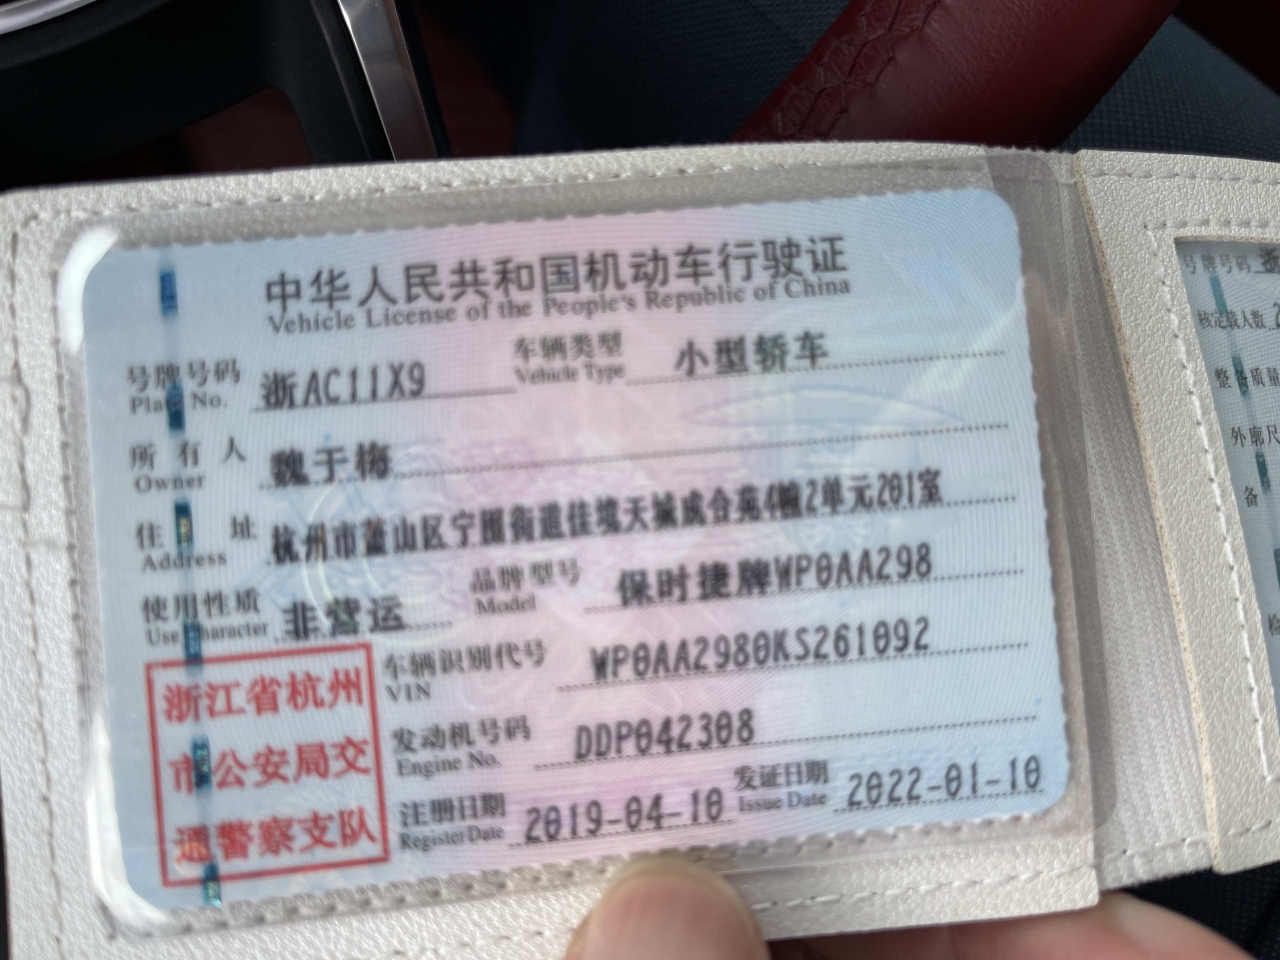 中华人民共和国机动车行驶证
Vehicle License of the People's Republic of China
号牌号码 浙AC11X9 车辆类型 小型轿车
Plate No. Vehicle Type
所有人 魏于梅
Owner
住址 杭州市萧山区宁围街道佳境天城成合苑4幢2单元201室
Address
使用性质 非营运 品牌型号 保时捷牌WP0AA298
Use Character Model
车辆识别代号 WP0AA2980KS261092
VIN
发动机号码 DDP042308
Engine No.
注册日期 2019-04-10 发证日期 2022-01-10
Register Date Issue Date
浙江省杭州
市公安局交
通警察支队
号牌号码 浙
核定载人数
整备质量
外廓尺
备